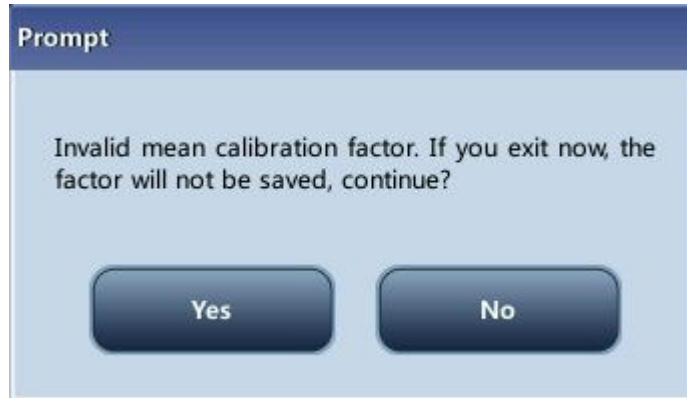 Prompt
Invalid mean calibration factor. If you exit now, the
factor will not be saved, continue?
Yes
No